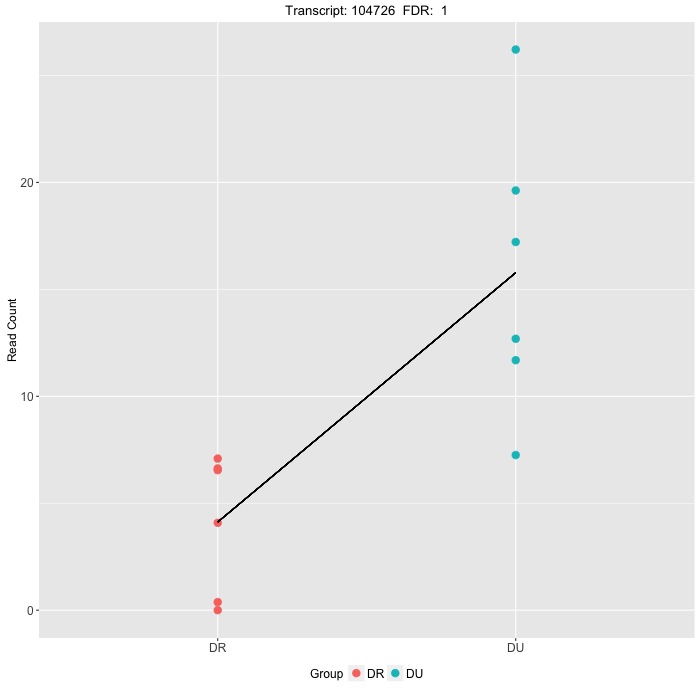 Transcript: 104726  FDR:  1
Read Count
20
10
0
DR DU
Group DR DU